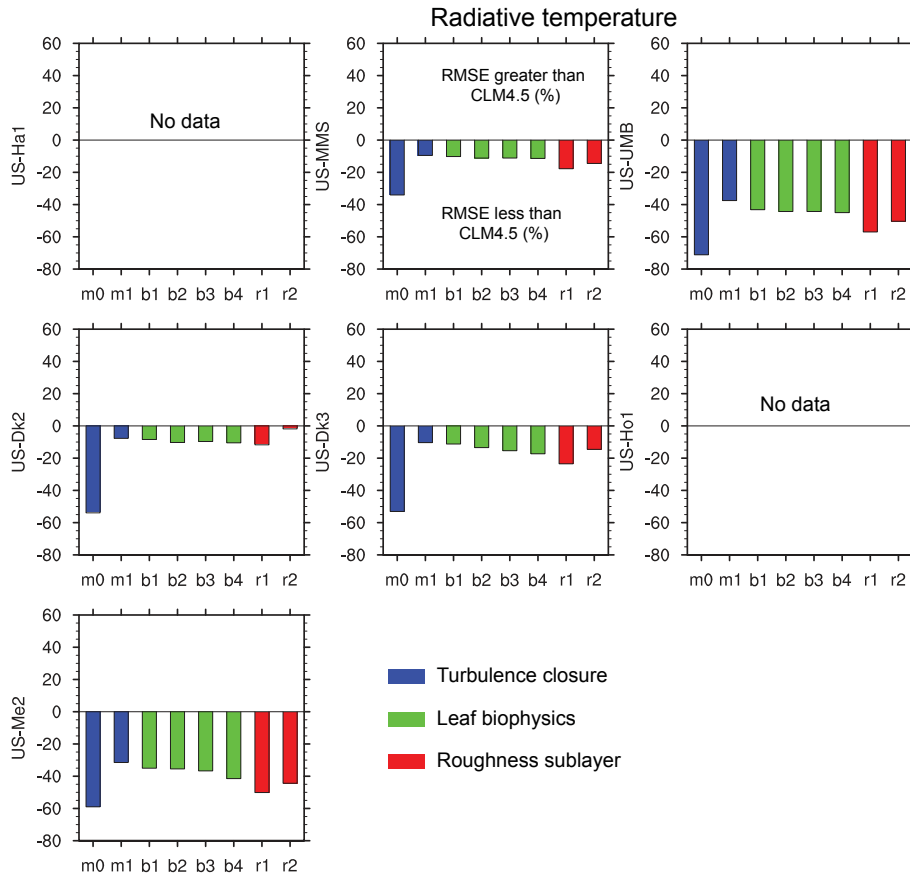 Radiative temperature
60
40
20
0
-20
-40
-60
-80
US-Ha1
No data
m0 m1 b1 b2 b3 b4 r1 r2
60
40
20
0
-20
-40
-60
-80
US-MMS
RMSE greater than
CLM4.5 (%)
RMSE less than
CLM4.5 (%)
m0 m1 b1 b2 b3 b4 r1 r2
60
40
20
0
-20
-40
-60
-80
US-UMB
m0 m1 b1 b2 b3 b4 r1 r2
60
40
20
0
-20
-40
-60
-80
US-Dk2
m0 m1 b1 b2 b3 b4 r1 r2
60
40
20
0
-20
-40
-60
-80
US-Dk3
m0 m1 b1 b2 b3 b4 r1 r2
60
40
20
0
-20
-40
-60
-80
US-Ho1
No data
m0 m1 b1 b2 b3 b4 r1 r2
60
40
20
0
-20
-40
-60
-80
US-Me2
m0 m1 b1 b2 b3 b4 r1 r2
Turbulence closure
Leaf biophysics
Roughness sublayer